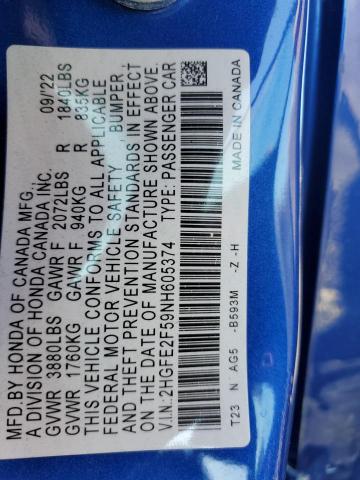 MFD.BY HONDA OF CANADA MFG.,
A DIVISION OF HONDA CANADA INC. 09/'22
GVWR 3880LBS GAWR F 2072LBS R 1840LBS
GVWR 1760KG GAWR F 940KG R 835KG
THIS VEHICLE CONFORMS TO ALL APPLICABLE
FEDERAL MOTOR VEHICLE SAFETY, BUMPER,
AND THEFT PREVENTION STANDARDS IN EFFECT
ON THE DATE OF MANUFACTURE SHOWN ABOVE.
V.I.N.:2HGFE2F59NH605374 TYPE: PASSENGER CAR
T23 N AG5 -B593M -Z -H MADE IN CANADA